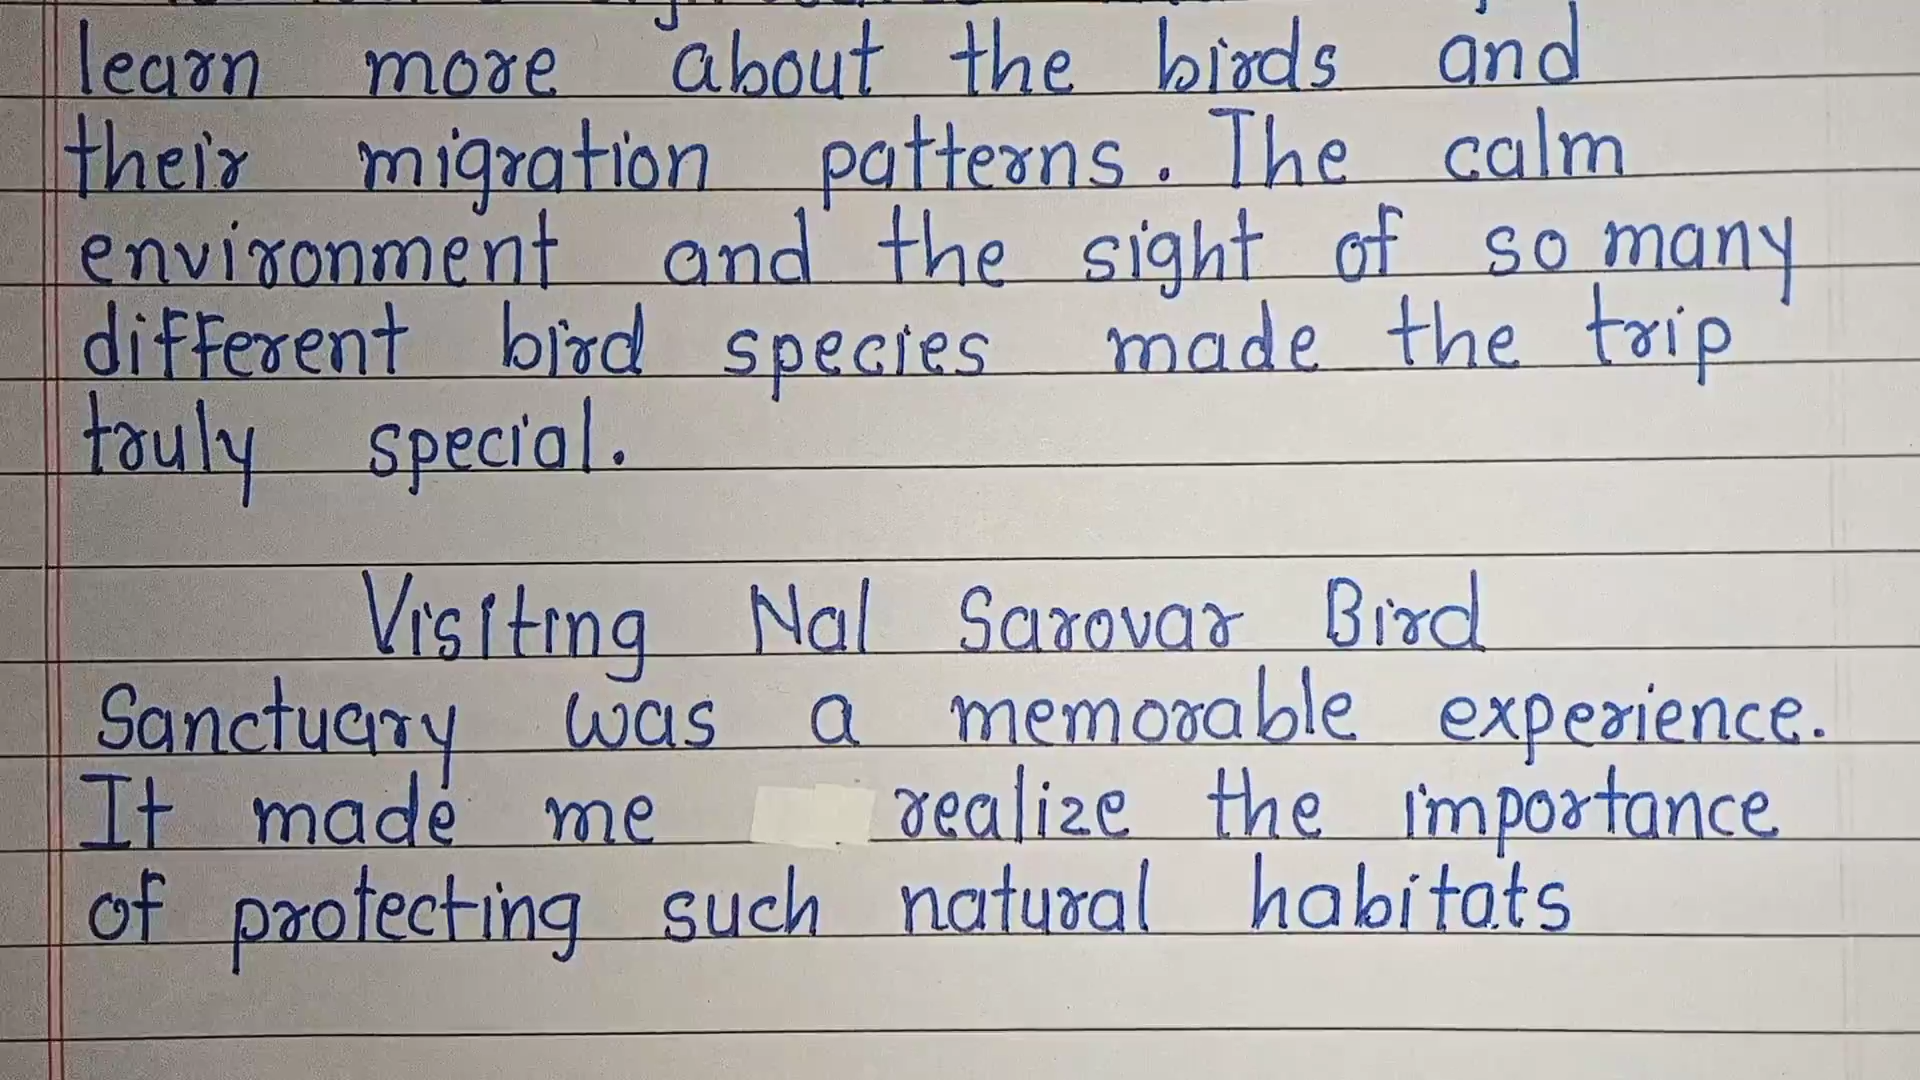 learn more about the birds and
their migration patterns. The calm
environment and the sight of so many
different bird species made the trip
truly special.
Visiting Nal Sarovar Bird
Sanctuary was a memorable experience.
It made me realize the importance
of protecting such natural habitats